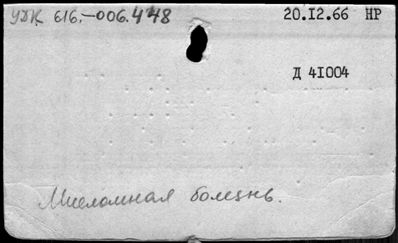 УДК 616.-006.448 20.12.66 НР
Д 41004
Миеломная болезнь.